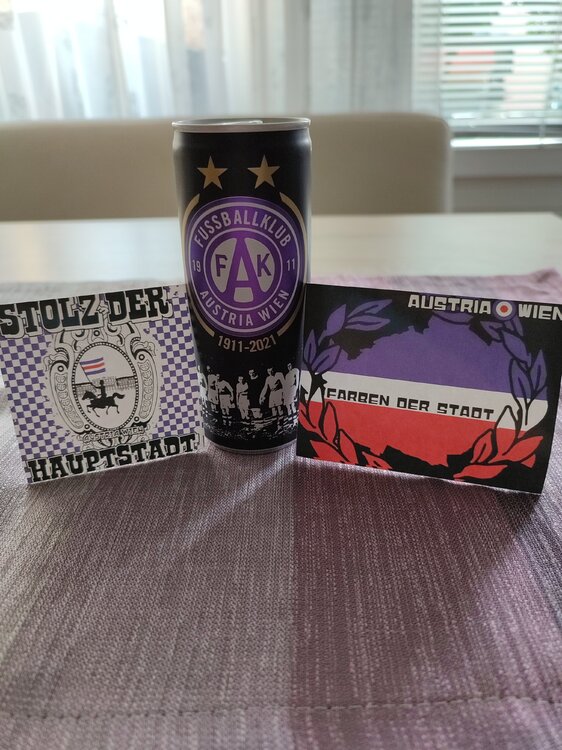 STOLZ DER
HAUPTSTADT
FUSSBALLKLUB
19 FAK 11
AUSTRIA WIEN
1911-2021
AUSTRIA WIEN
FARBEN DER STADT